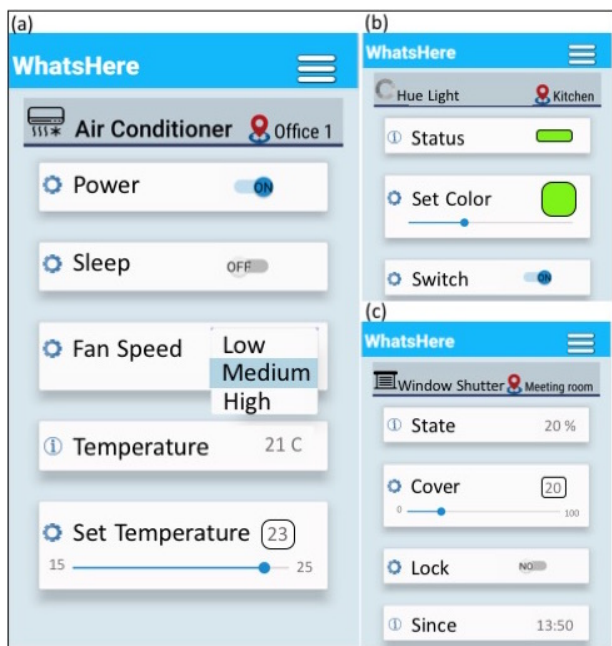 (a)
WhatsHere
Air Conditioner Office 1
Power ON
Sleep OFF
Fan Speed
Low
Medium
High
Temperature 21 C
Set Temperature 23
15 25
(b)
WhatsHere
Hue Light Kitchen
Status
Set Color
Switch ON
(c)
WhatsHere
Window Shutter Meeting room
State 20 %
Cover 20
0 100
Lock NO
Since 13:50